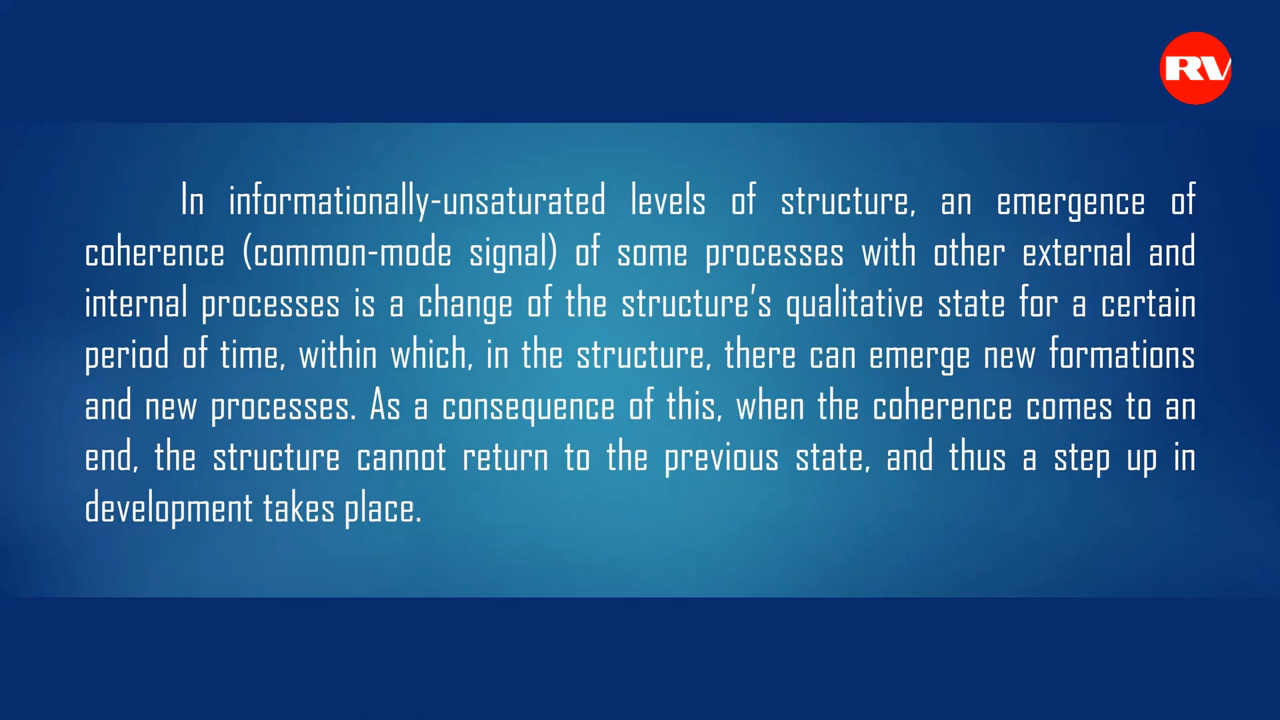 RV
In informationally-unsaturated levels of structure, an emergence of
coherence (common-mode signal) of some processes with other external and
internal processes is a change of the structure's qualitative state for a certain
period of time, within which, in the structure, there can emerge new formations
and new processes. As a consequence of this, when the coherence comes to an
end, the structure cannot return to the previous state, and thus a step up in
development takes place.